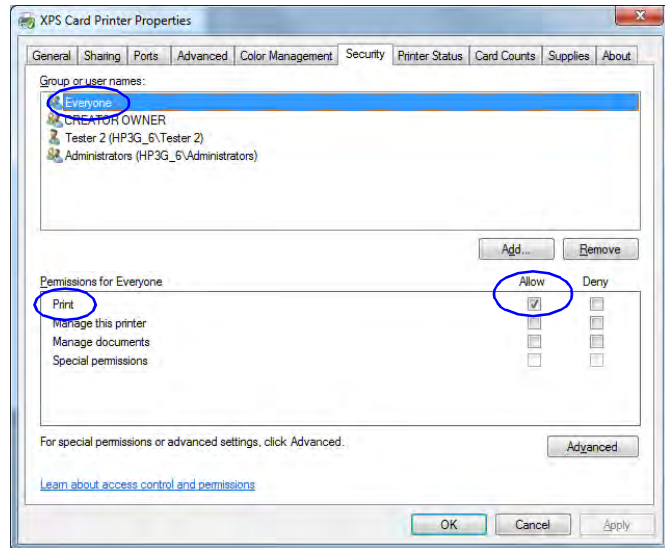 XPS Card Printer Properties
General Sharing Ports Advanced Color Management Security Printer Status Card Counts Supplies About
Group or user names:
Everyone
CREATOR OWNER
Tester 2 (HP3G_6\Tester 2)
Administrators (HP3G_6\Administrators)
Add... Remove
Permissions for Everyone Allow Deny
Print
Manage this printer
Manage documents
Special permissions
For special permissions or advanced settings, click Advanced.
Advanced
Learn about access control and permissions
OK Cancel Apply